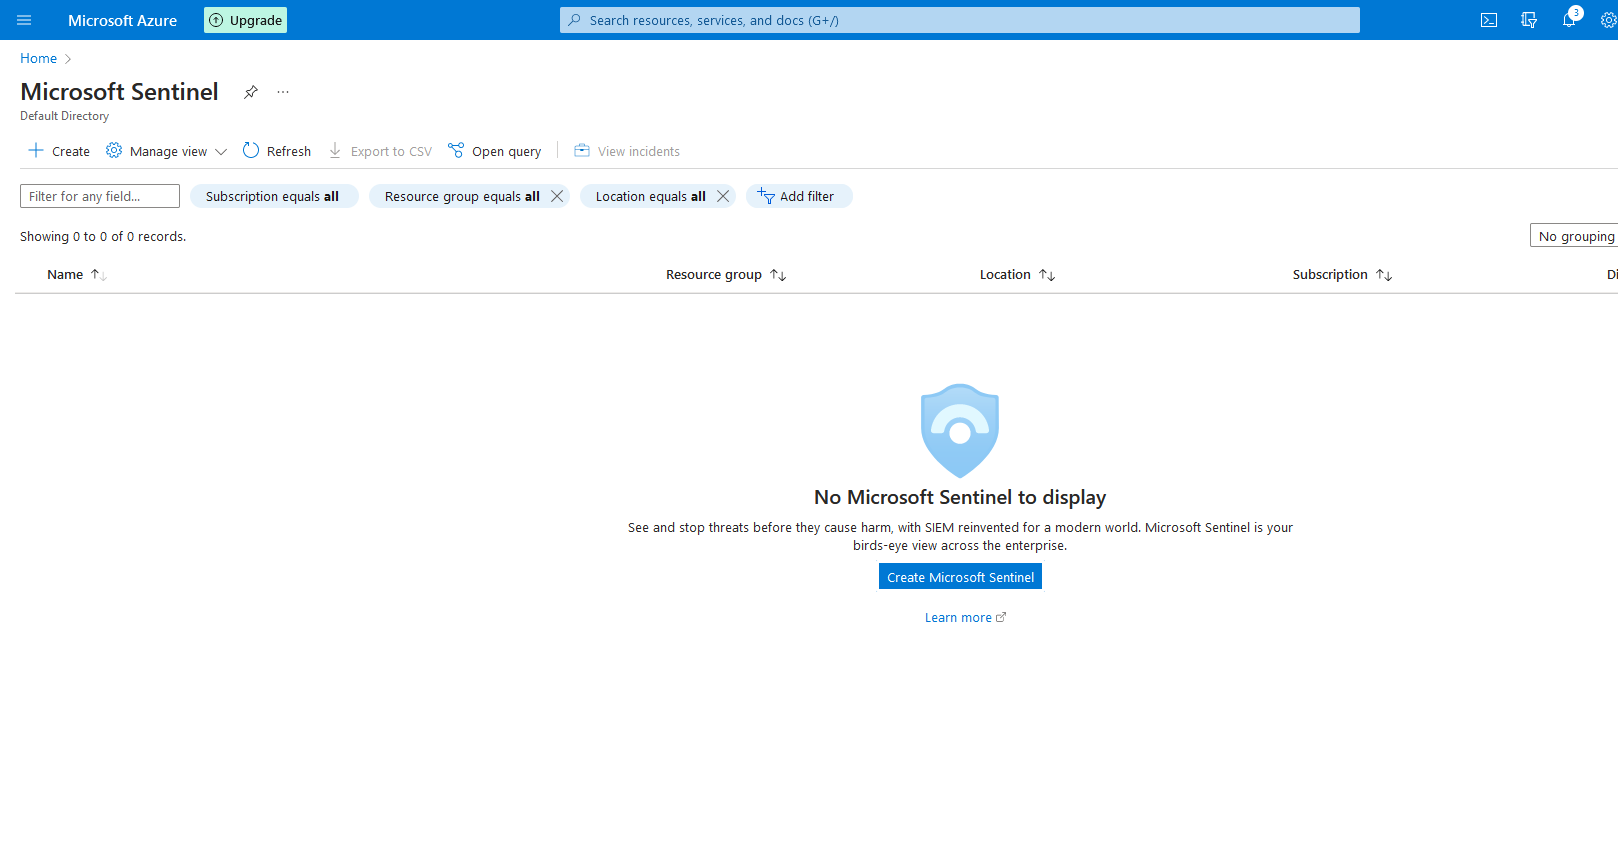 Microsoft Azure
Upgrade
Search resources, services, and docs (G+/)
3
Home
Microsoft Sentinel
Default Directory
Create
Manage view
Refresh
Export to CSV
Open query
View incidents
Filter for any field...
Subscription equals all
Resource group equals all
Location equals all
Add filter
Showing 0 to 0 of 0 records.
No grouping
Name
Resource group
Location
Subscription
Di
No Microsoft Sentinel to display
See and stop threats before they cause harm, with SIEM reinvented for a modern world. Microsoft Sentinel is your
birds-eye view across the enterprise.
Create Microsoft Sentinel
Learn more